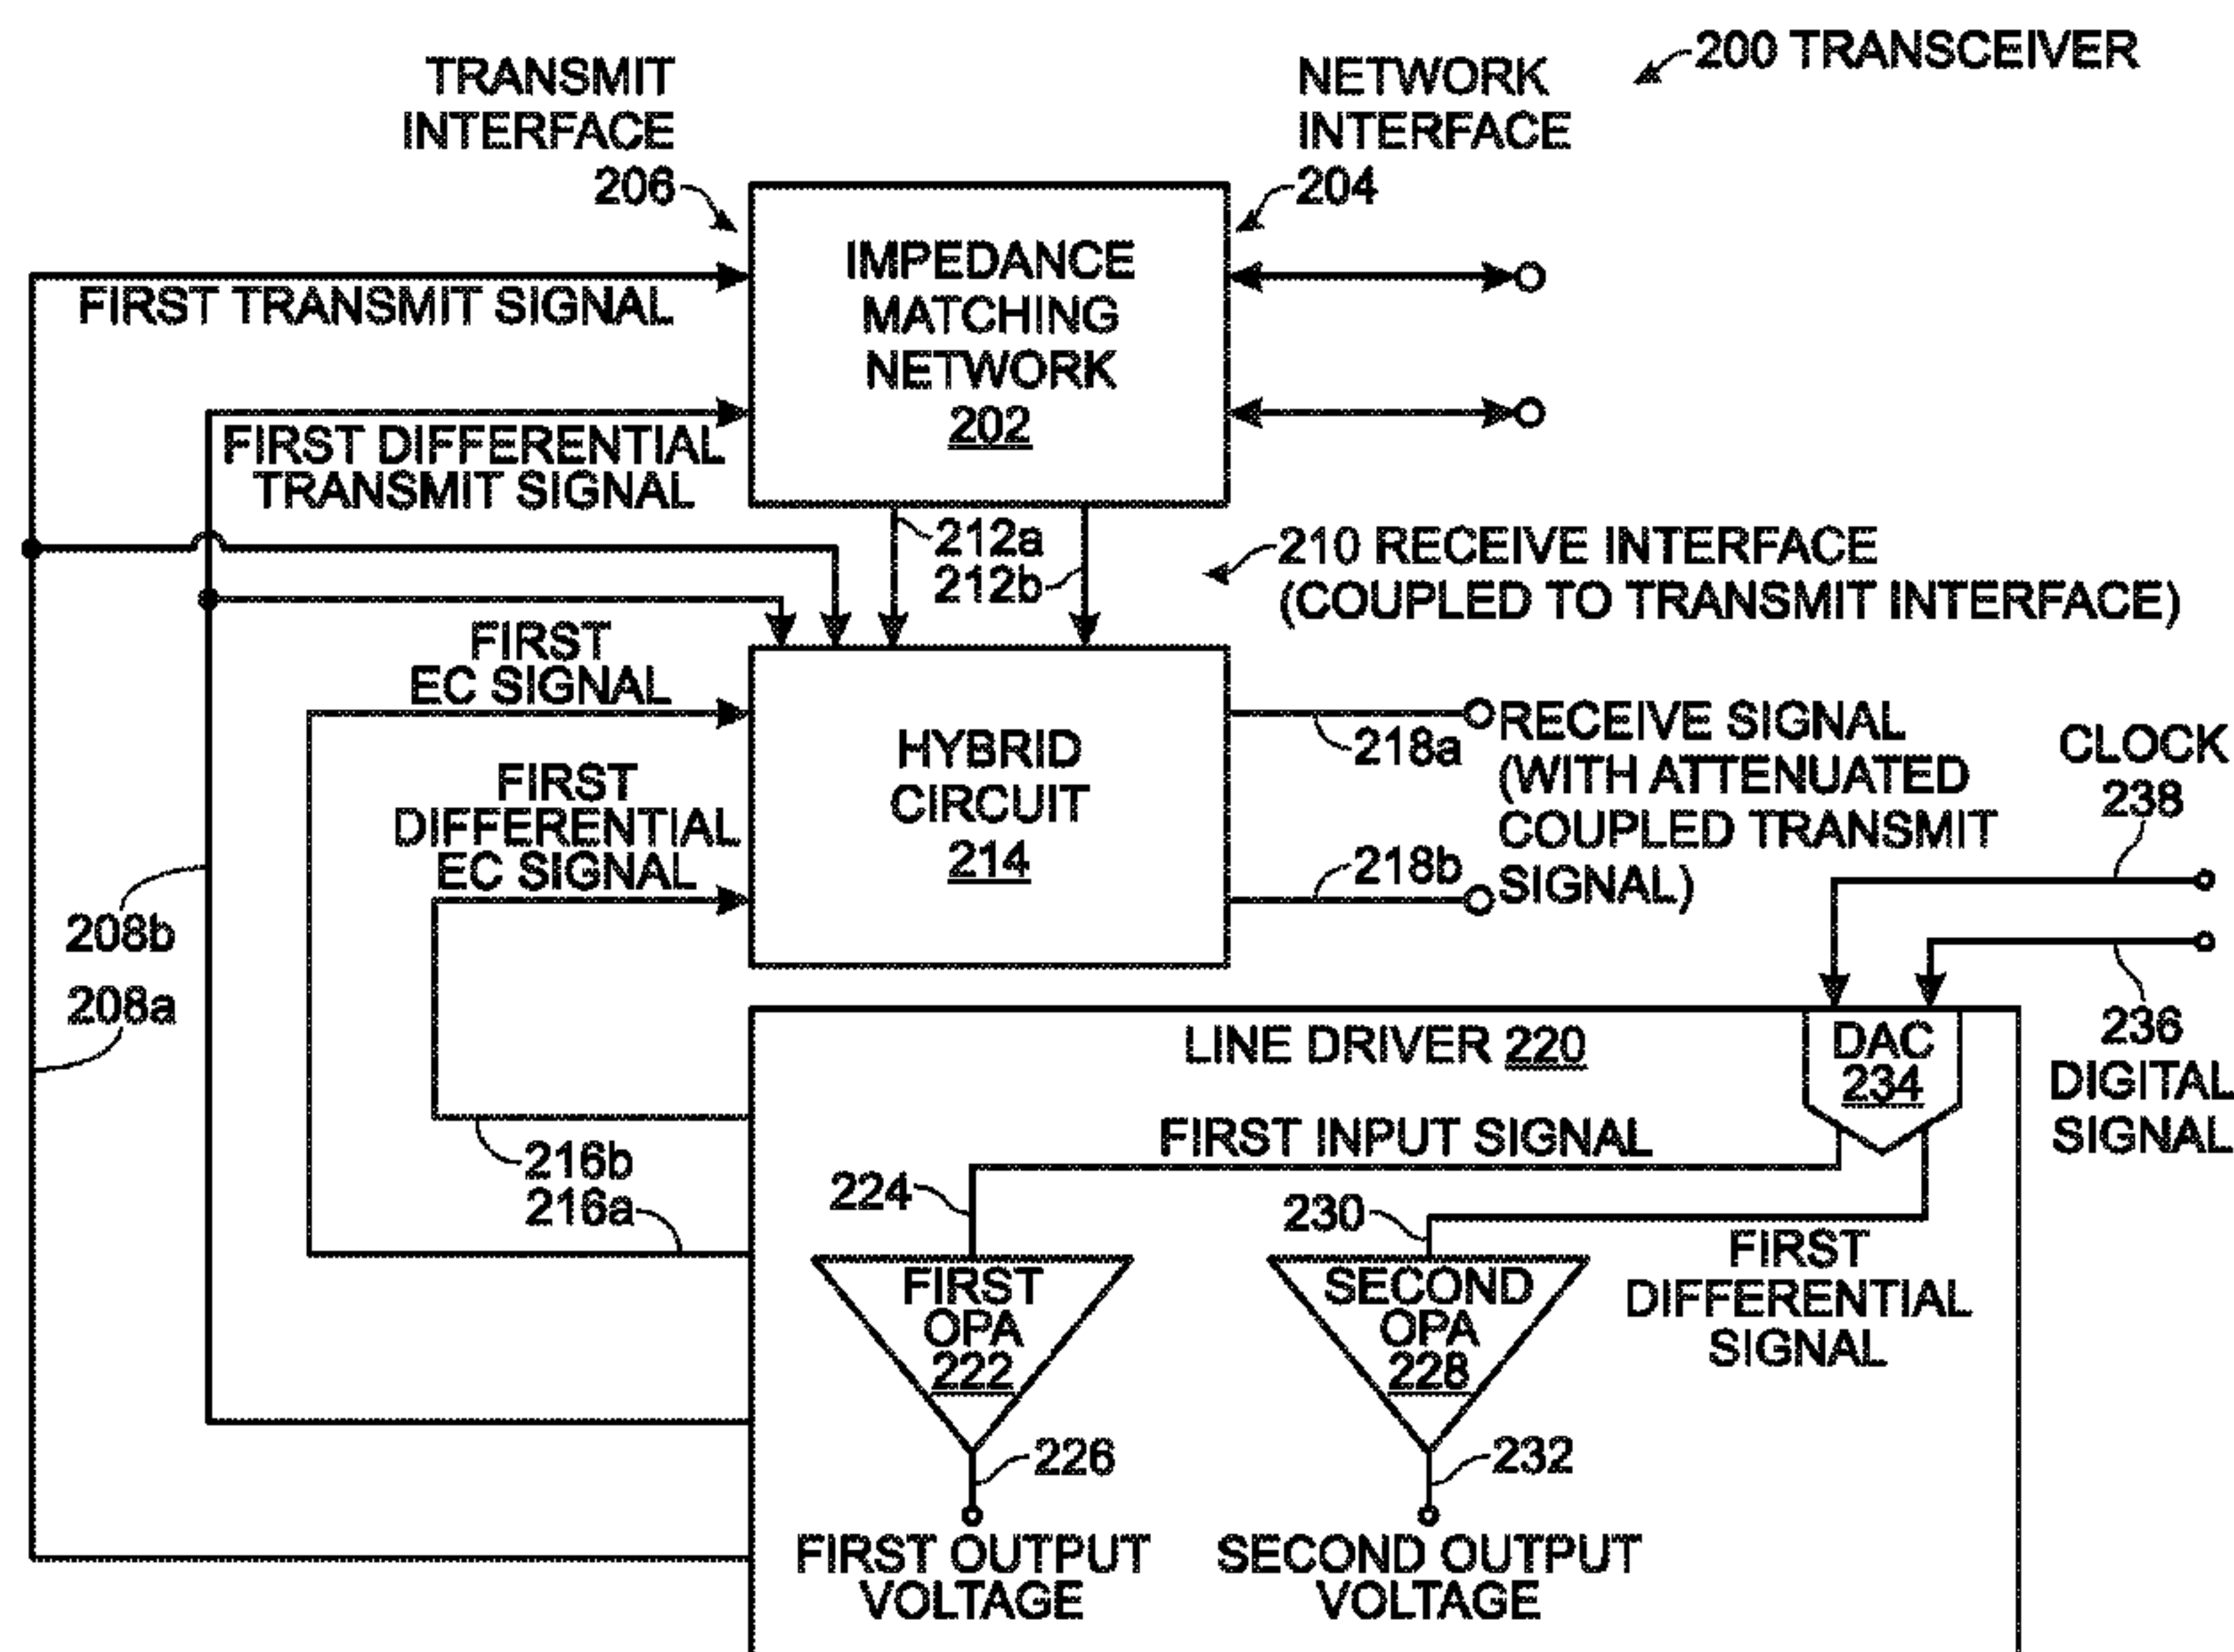 200 TRANSCEIVER
TRANSMIT
INTERFACE
206
NETWORK
INTERFACE
204
IMPEDANCE
MATCHING
NETWORK
202
FIRST TRANSMIT SIGNAL
FIRST DIFFERENTIAL
TRANSMIT SIGNAL
212a
212b
210 RECEIVE INTERFACE
(COUPLED TO TRANSMIT INTERFACE)
FIRST
EC SIGNAL
FIRST
DIFFERENTIAL
EC SIGNAL
HYBRID
CIRCUIT
214
218a
218b
RECEIVE SIGNAL
(WITH ATTENUATED
COUPLED TRANSMIT
SIGNAL)
CLOCK
238
208b
208a
236
DIGITAL
SIGNAL
LINE DRIVER 220
DAC
234
216b
216a
FIRST INPUT SIGNAL
224
230
FIRST
DIFFERENTIAL
SIGNAL
FIRST
OPA
222
SECOND
OPA
228
226
232
FIRST OUTPUT
VOLTAGE
SECOND OUTPUT
VOLTAGE